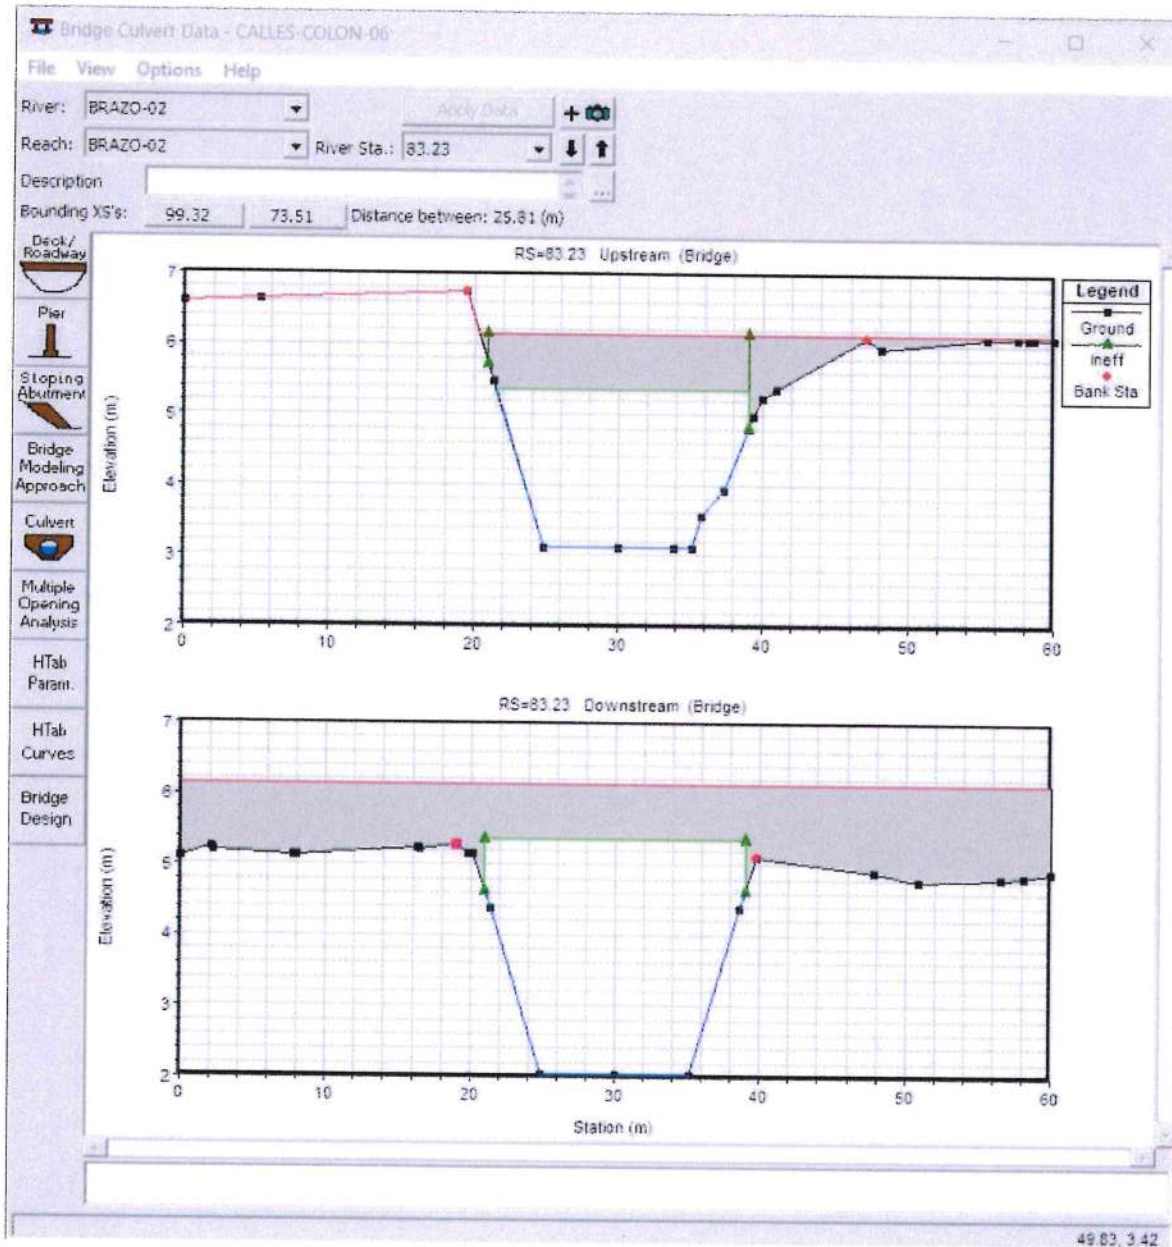 Bridge Culvert Data - CALLES-COLON-06
File View Options Help
River: BRAZO-02 Apply Data +
Reach: BRAZO-02 River Sta.: 83.23
Description ...
Bounding XS's: 99.32 73.51 Distance between: 25.81 (m)
Deck/
Roadway
Pier
Sloping
Abutment
Bridge
Modeling
Approach
Culvert
Multiple
Opening
Analysis
HTab
Param.
HTab
Curves
Bridge
Design
RS=83.23 Upstream (Bridge)
7
6
5
4
3
2
Elevation (m)
0 10 20 30 40 50 60
Legend
Ground
Ineff
Bank Sta
RS=83.23 Downstream (Bridge)
7
6
5
4
3
2
Elevation (m)
0 10 20 30 40 50 60
Station (m)
49.83, 3.42